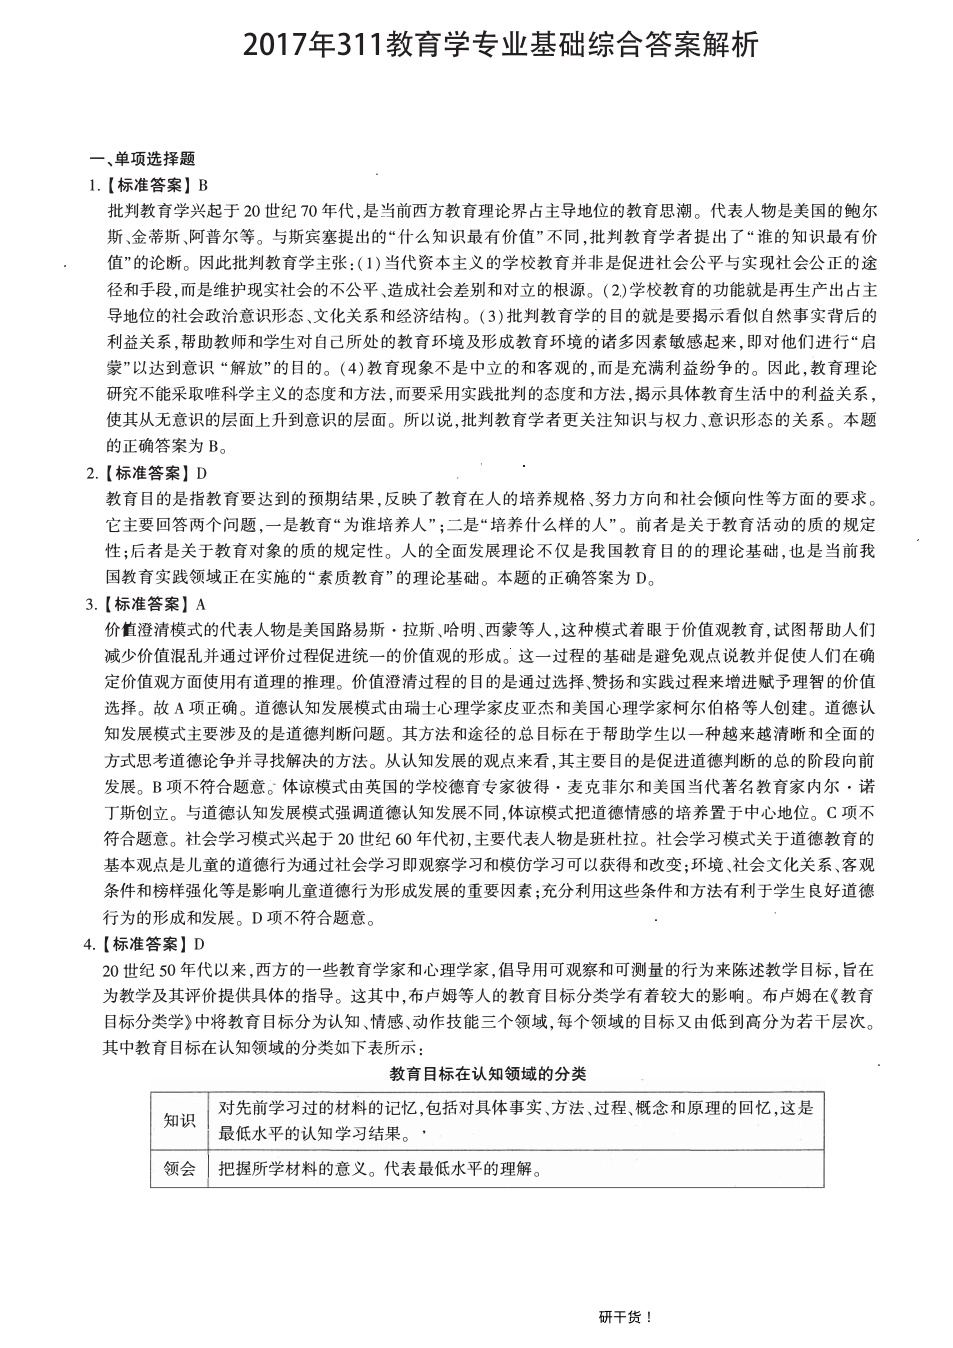 2017年311教育学专业基础综合答案解析
一、单项选择题
1.【标准答案】B
批判教育学兴起于20世纪70年代,是当前西方教育理论界占主导地位的教育思潮。代表人物是美国的鲍尔
斯、金蒂斯、阿普尔等。与斯宾塞提出的“什么知识最有价值”不同,批判教育学者提出了“谁的知识最有价
值”的论断。因此批判教育学主张:(1)当代资本主义的学校教育并非是促进社会公平与实现社会公正的途
径和手段,而是维护现实社会的不公平、造成社会差别和对立的根源。(2)学校教育的功能就是再生产出占主
导地位的社会政治意识形态、文化关系和经济结构。(3)批判教育学的目的就是要揭示看似自然事实背后的
利益关系,帮助教师和学生对自己所处的教育环境及形成教育环境的诸多因素敏感起来,即对他们进行“启
蒙”以达到意识“解放”的目的。(4)教育现象不是中立的和客观的,而是充满利益纷争的。因此,教育理论
研究不能采取唯科学主义的态度和方法,而要采用实践批判的态度和方法,揭示具体教育生活中的利益关系,
使其从无意识的层面上升到意识的层面。所以说,批判教育学者更关注知识与权力、意识形态的关系。本题
的正确答案为B。
2.【标准答案】D
教育目的是指教育要达到的预期结果,反映了教育在人的培养规格、努力方向和社会倾向性等方面的要求。
它主要回答两个问题,一是教育“为谁培养人”;二是“培养什么样的人”。前者是关于教育活动的质的规定
性;后者是关于教育对象的质的规定性。人的全面发展理论不仅是我国教育目的的理论基础,也是当前我
国教育实践领域正在实施的“素质教育”的理论基础。本题的正确答案为D。
3.【标准答案】A
价值澄清模式的代表人物是美国路易斯·拉斯、哈明、西蒙等人,这种模式着眼于价值观教育,试图帮助人们
减少价值混乱并通过评价过程促进统一的价值观的形成。这一过程的基础是避免观点说教并促使人们在确
定价值观方面使用有道理的推理。价值澄清过程的目的是通过选择、赞扬和实践过程来增进赋予理智的价值
选择。故A项正确。道德认知发展模式由瑞士心理学家皮亚杰和美国心理学家柯尔伯格等人创建。道德认
知发展模式主要涉及的是道德判断问题。其方法和途径的总目标在于帮助学生以一种越来越清晰和全面的
方式思考道德论争并寻找解决的方法。从认知发展的观点来看,其主要目的是促进道德判断的总的阶段向前
发展。B项不符合题意。体谅模式由英国的学校德育专家彼得·麦克菲尔和美国当代著名教育家内尔·诺
丁斯创立。与道德认知发展模式强调道德认知发展不同,体谅模式把道德情感的培养置于中心地位。C项不
符合题意。社会学习模式兴起于20世纪60年代初,主要代表人物是班杜拉。社会学习模式关于道德教育的
基本观点是儿童的道德行为通过社会学习即观察学习和模仿学习可以获得和改变;环境、社会文化关系、客观
条件和榜样强化等是影响儿童道德行为形成发展的重要因素;充分利用这些条件和方法有利于学生良好道德
行为的形成和发展。D项不符合题意。
4.【标准答案】D
20世纪50年代以来,西方的一些教育学家和心理学家,倡导用可观察和可测量的行为来陈述教学目标,旨在
为教学及其评价提供具体的指导。这其中,布卢姆等人的教育目标分类学有着较大的影响。布卢姆在《教育
目标分类学》中将教育目标分为认知、情感、动作技能三个领域,每个领域的目标又由低到高分为若干层次。
其中教育目标在认知领域的分类如下表所示:
教育目标在认知领域的分类
知识 对先前学习过的材料的记忆,包括对具体事实、方法、过程、概念和原理的回忆,这是
最低水平的认知学习结果。
领会 把握所学材料的意义。代表最低水平的理解。
研干货！